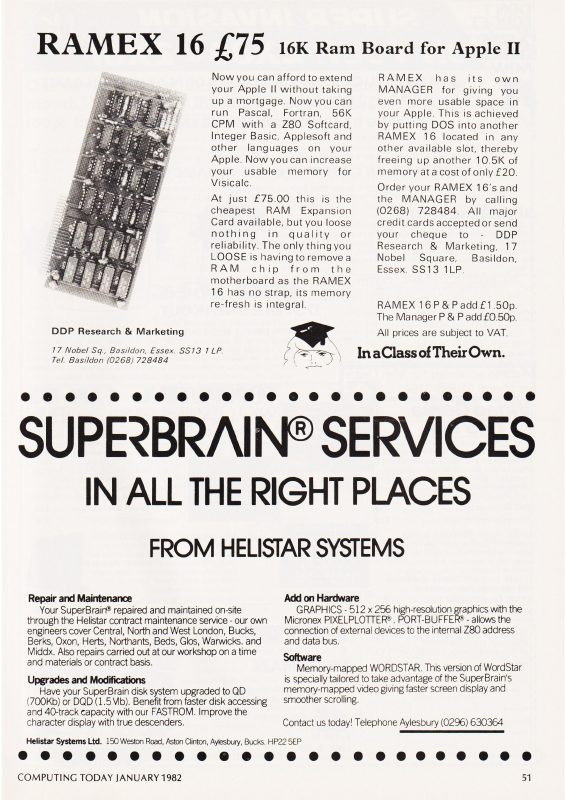 RAMEX 16 £75 16K Ram Board for Apple II
Now you can afford to extend
your Apple II without taking
up a mortgage. Now you can
run Pascal, Fortran, 56K
CPM with a Z80 Softcard,
Integer Basic, Applesoft and
other languages on your
Apple. Now you can increase
your usable memory for
Visicalc.
At just £75.00 this is the
cheapest RAM Expansion
Card available, but you loose
nothing in quality or
reliability. The only thing you
LOOSE is having to remove a
RAM chip from the
motherboard as the RAMEX
16 has no strap, its memory
re-fresh is integral.
RAMEX has its own
MANAGER for giving you
even more usable space in
your Apple. This is achieved
by putting DOS into another
RAMEX 16 located in any
other available slot, thereby
freeing up another 10.5K of
memory at a cost of only £20.
Order your RAMEX 16's and
the MANAGER by calling
(0268) 728484. All major
credit cards accepted or send
your cheque to - DDP
Research & Marketing, 17
Nobel Square, Basildon,
Essex. SS13 1LP.
RAMEX 16 P & P add £1.50p.
The Manager P & P add £0.50p.
All prices are subject to VAT.
DDP Research & Marketing
17 Nobel Sq., Basildon, Essex. SS13 1 LP.
Tel. Basildon (0268) 728484
In a Class of Their Own.
SUPERBRAIN® SERVICES
IN ALL THE RIGHT PLACES
FROM HELISTAR SYSTEMS
Repair and Maintenance
Your SuperBrain® repaired and maintained on-site
through the Helistar contract maintenance service - our own
engineers cover Central, North and West London, Bucks,
Berks, Oxon, Herts, Northants, Beds, Glos, Warwicks. and
Middx. Also repairs carried out at our workshop on a time
and materials or contract basis.
Upgrades and Modifications
Have your SuperBrain disk system upgraded to QD
(700Kb) or DQD (1.5Mb). Benefit from faster disk accessing
and 40-track capacity with our FASTROM. Improve the
character display with true descenders.
Add on Hardware
GRAPHICS - 512 x 256 high-resolution graphics with the
Micronex PIXELPLOTTER®. PORT-BUFFER® - allows the
connection of external devices to the internal Z80 address
and data bus.
Software
Memory-mapped WORDSTAR. This version of WordStar
is specially tailored to take advantage of the SuperBrain's
memory-mapped video giving faster screen display and
smoother scrolling.
Contact us today! Telephone Aylesbury (0296) 630364
Helistar Systems Ltd. 150 Weston Road, Aston Clinton, Aylesbury, Bucks. HP22 5EP
COMPUTING TODAY JANUARY 1982 51